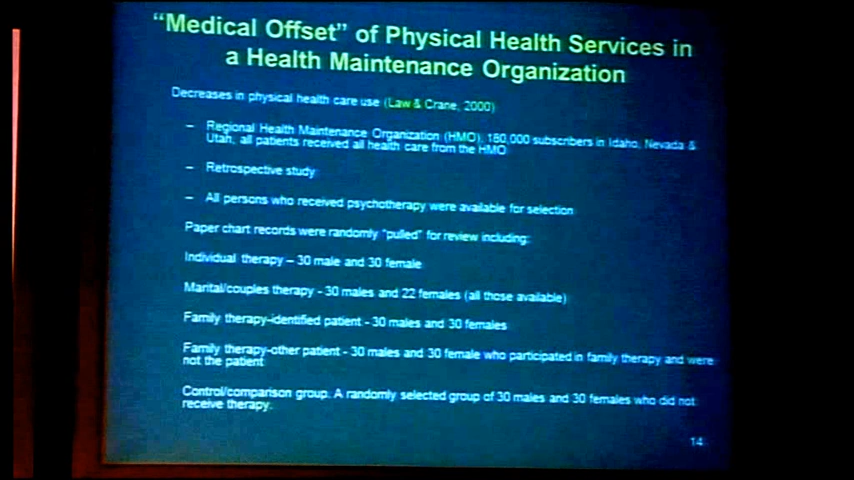 “Medical Offset” of Physical Health Services in
a Health Maintenance Organization
Decreases in physical health care use (Law & Crane, 2000)
– Regional Health Maintenance Organization (HMO), 180,000 subscribers in Idaho, Nevada &
Utah, all patients received all health care from the HMO
– Retrospective study
– All persons who received psychotherapy were available for selection
Paper chart records were randomly “pulled” for review including:
Individual therapy – 30 male and 30 female
Marital/couples therapy - 30 males and 22 females (all those available)
Family therapy-identified patient - 30 males and 30 females
Family therapy-other patient - 30 males and 30 female who participated in family therapy and were
not the patient
Control/comparison group. A randomly selected group of 30 males and 30 females who did not
receive therapy.
14